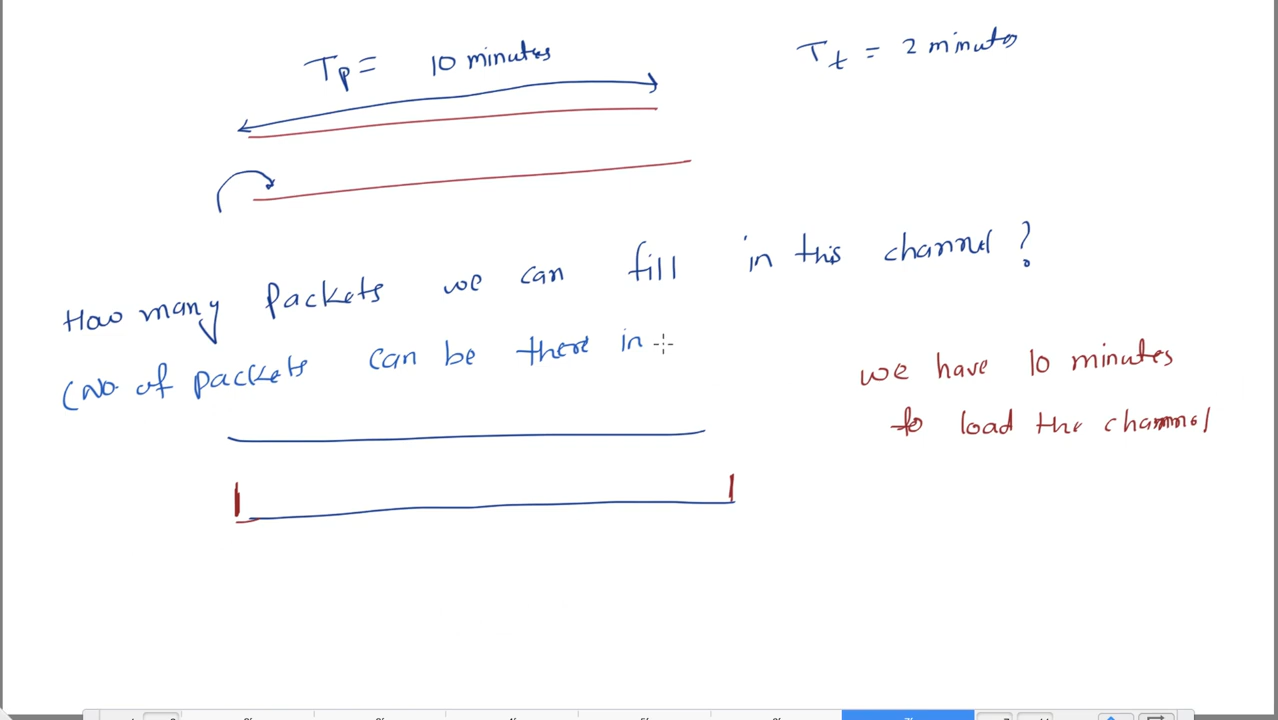 Tp = 10 minutes
Tt = 2 minutes
How many packets we can fill in this channel?
(No. of packets can be there in
we have 10 minutes
to load the channel